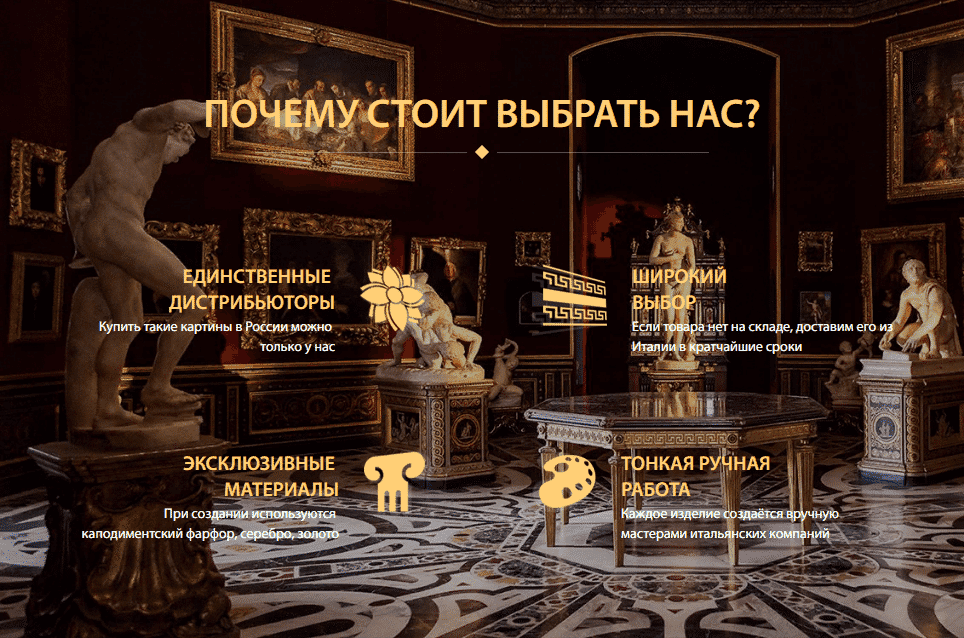 ПОЧЕМУ СТОИТ ВЫБРАТЬ НАС?
ЕДИНСТВЕННЫЕ
ДИСТРИБЬЮТОРЫ
Купить такие картины в России можно
только у нас
ШИРОКИЙ
ВЫБОР
Если товара нет на складе, доставим его из
Италии в кратчайшие сроки
ЭКСКЛЮЗИВНЫЕ
МАТЕРИАЛЫ
При создании используются
каподиментский фарфор, серебро, золото
ТОНКАЯ РУЧНАЯ
РАБОТА
Каждое изделие создаётся вручную
мастерами итальянских компаний